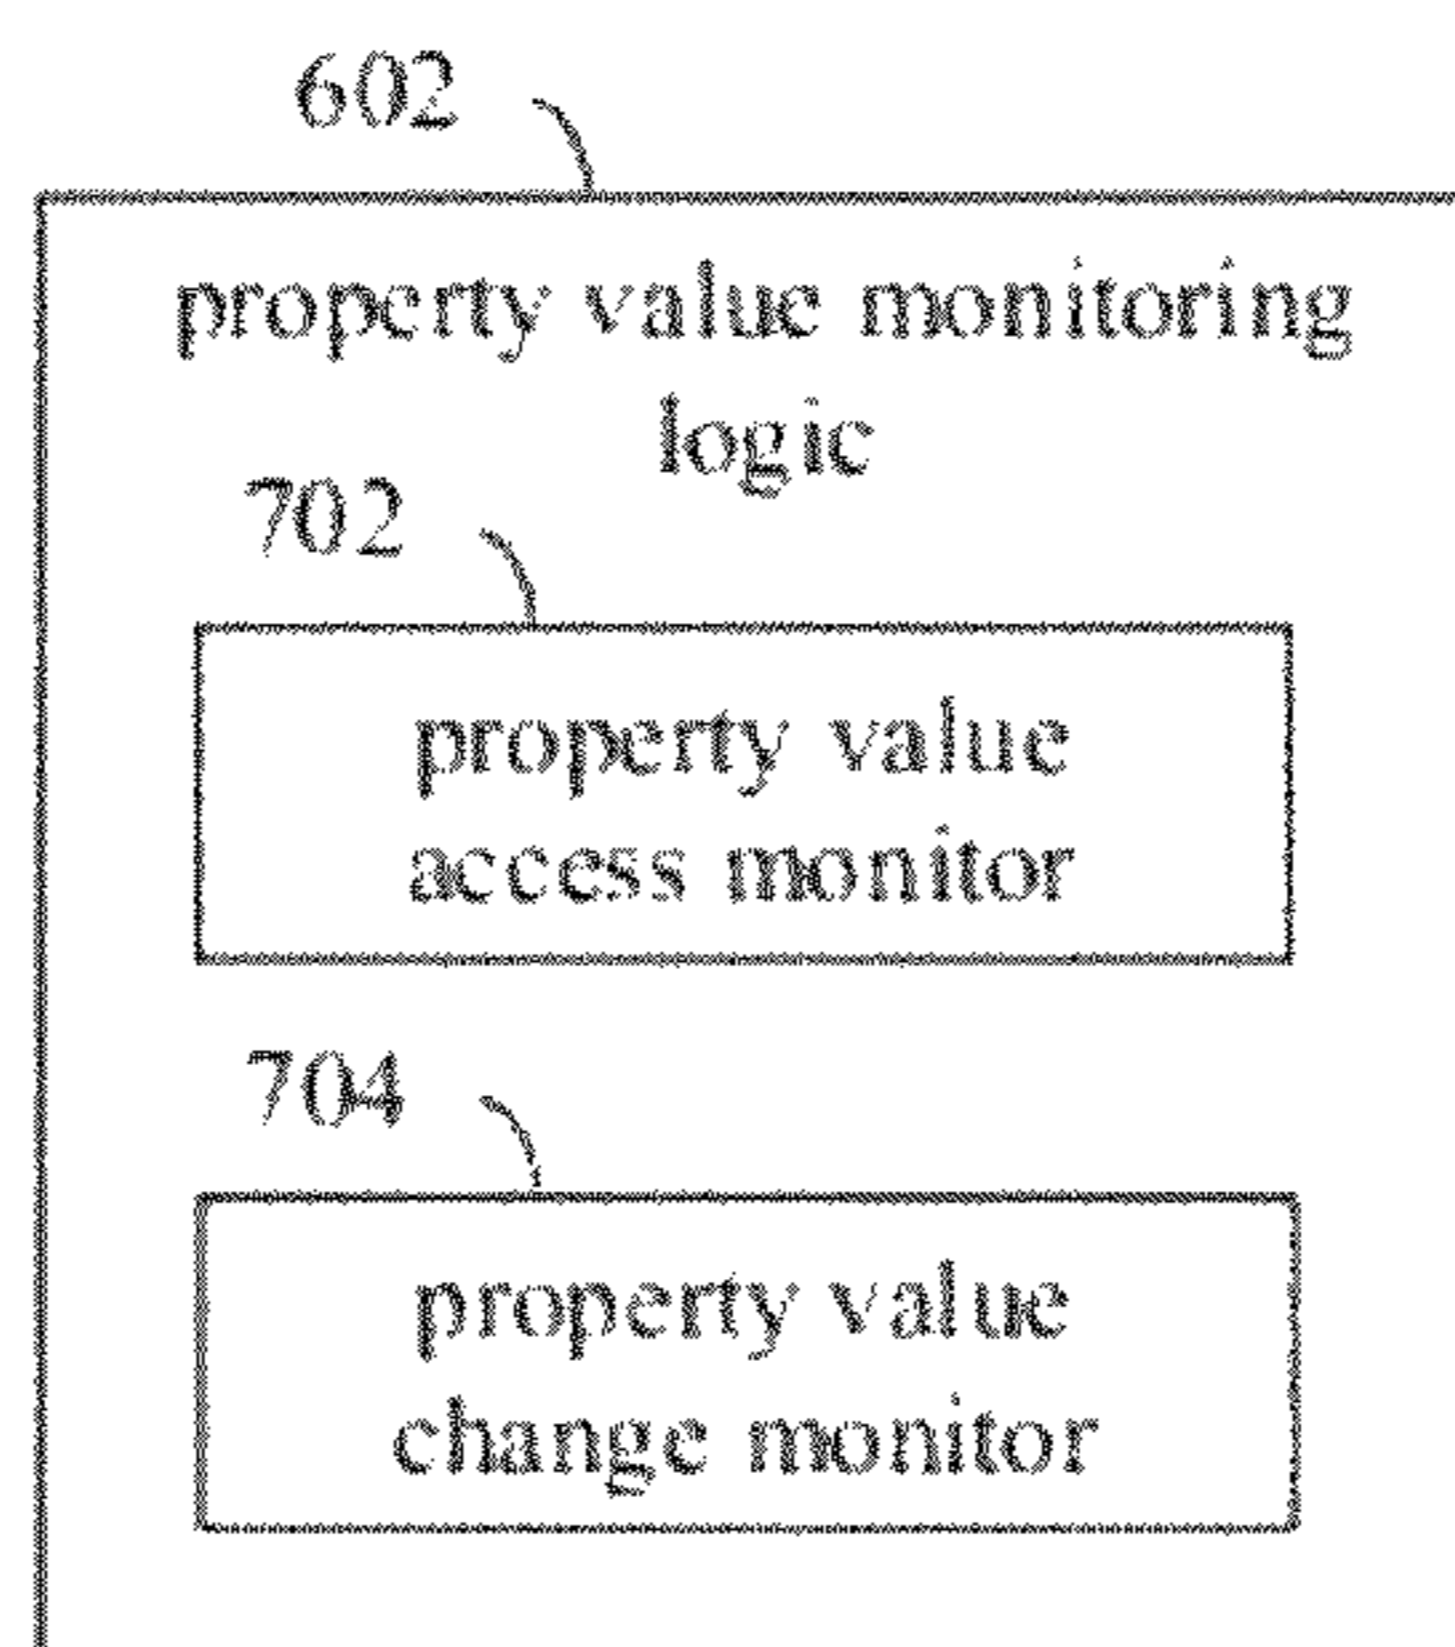 602
property value monitoring
logic
702
property value
access monitor
704
property value
change monitor